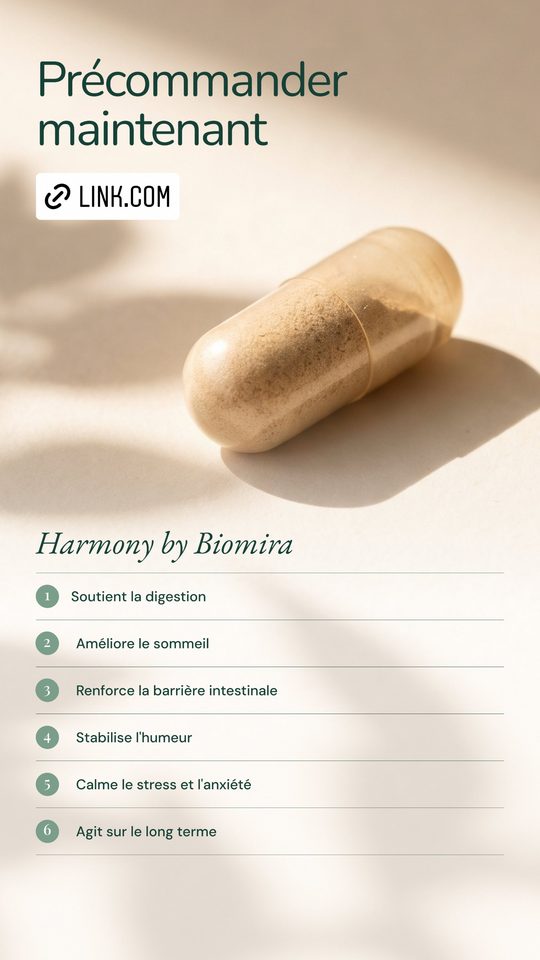 Précommander
maintenant
LINK.COM
Harmony by Biomira
1 Soutient la digestion
2 Améliore le sommeil
3 Renforce la barrière intestinale
4 Stabilise l'humeur
5 Calme le stress et l'anxiété
6 Agit sur le long terme